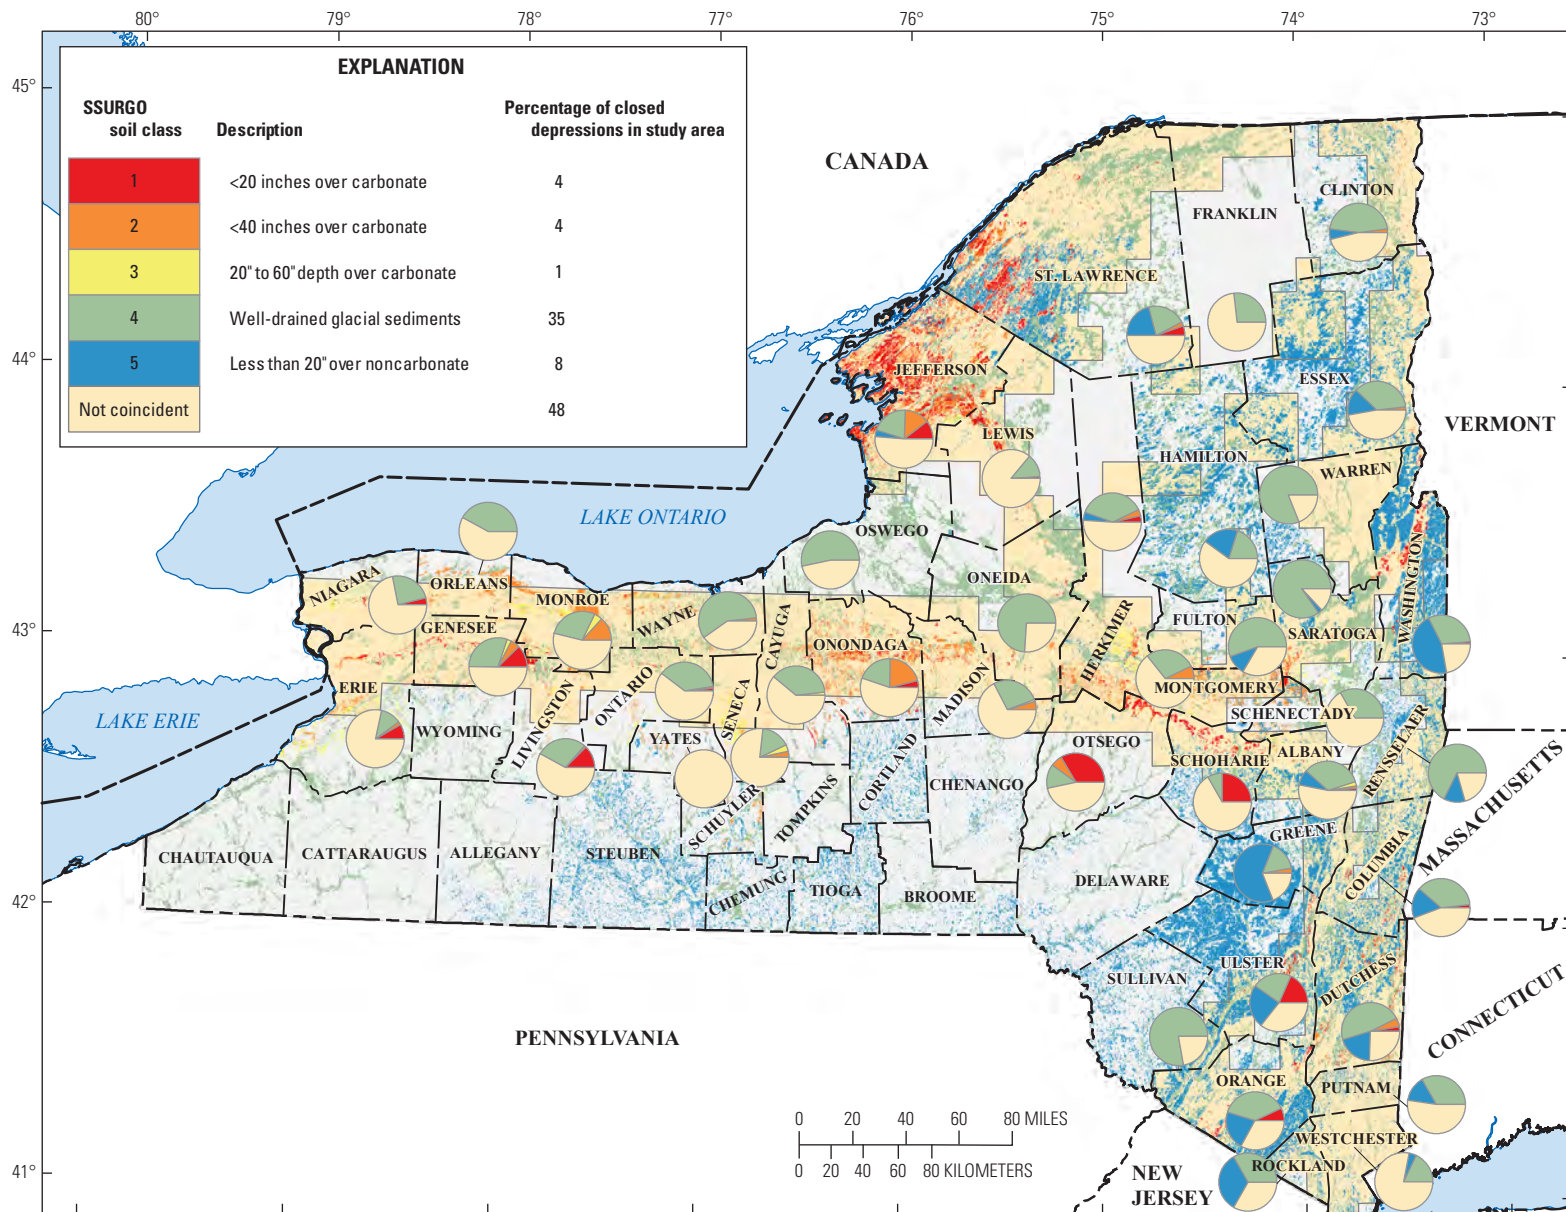 80° 79° 78° 77° 76° 75° 74° 73°
45°
44°
43°
42°
41°
EXPLANATION
SSURGO soil class
Description
Percentage of closed depressions in study area
1 <20 inches over carbonate 4
2 <40 inches over carbonate 4
3 20" to 60" depth over carbonate 1
4 Well-drained glacial sediments 35
5 Less than 20" over noncarbonate 8
Not coincident 48
CANADA
FRANKLIN
CLINTON
ST. LAWRENCE
JEFFERSON
ESSEX
VERMONT
LEWIS
HAMILTON
WARREN
LAKE ONTARIO
OSWEGO
ONEIDA
WASHINGTON
NIAGARA
ORLEANS
MONROE
WAYNE
CAYUGA
ONONDAGA
MADISON
HERKIMER
FULTON
SARATOGA
GENESEE
ERIE
LAKE ERIE
WYOMING
LIVINGSTON
ONTARIO
SENECA
YATES
MONTGOMERY
SCHENECTADY
OTSEGO
SCHOHARIE
ALBANY
RENSSELAER
CORTLAND
CHENANGO
SCHUYLER
TOMPKINS
MASSACHUSETTS
GREENE
COLUMBIA
CHAUTAUQUA
CATTARAUGUS
ALLEGANY
STEUBEN
CHEMUNG
TIOGA
BROOME
DELAWARE
ULSTER
SULLIVAN
DUTCHESS
CONNECTICUT
PENNSYLVANIA
ORANGE
PUTNAM
WESTCHESTER
ROCKLAND
NEW JERSEY
0 20 40 60 80 MILES
0 20 40 60 80 KILOMETERS